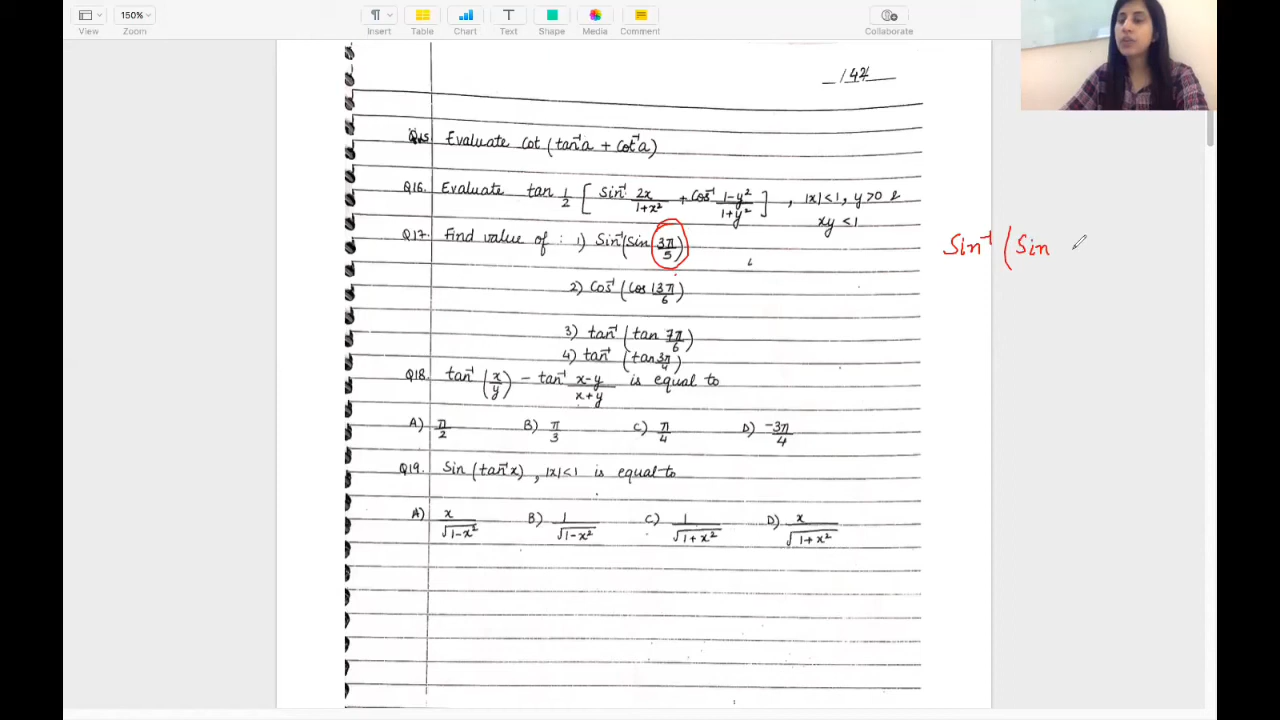 View
150%
Zoom
Insert
Table
Chart
Text
Shape
Media
Comment
Collaborate
Q15. Evaluate Cot (tan⁻¹a + Cot⁻¹a)
Q16. Evaluate tan 1/2 [ Sin⁻¹ 2x/(1+x²) + Cos⁻¹ (1-y²)/(1+y²) ] , |x|<1, y>0 &
xy <1
Q17. Find value of : 1) Sin⁻¹(Sin 3π/5)
Sin⁻¹ (Sin
2) Cos⁻¹ (Cos 13π/6)
3) tan⁻¹ (tan 7π/6)
4) tan⁻¹ (tan 3π/4)
Q18. tan⁻¹ (x/y) - tan⁻¹ (x-y)/(x+y) is equal to
A) π/2 B) π/3 C) π/4 D) -3π/4
Q19. Sin (tan⁻¹x) , |x|<1 is equal to
A) x/√(1-x²) B) 1/√(1-x²) C) 1/√(1+x²) D) x/√(1+x²)
1